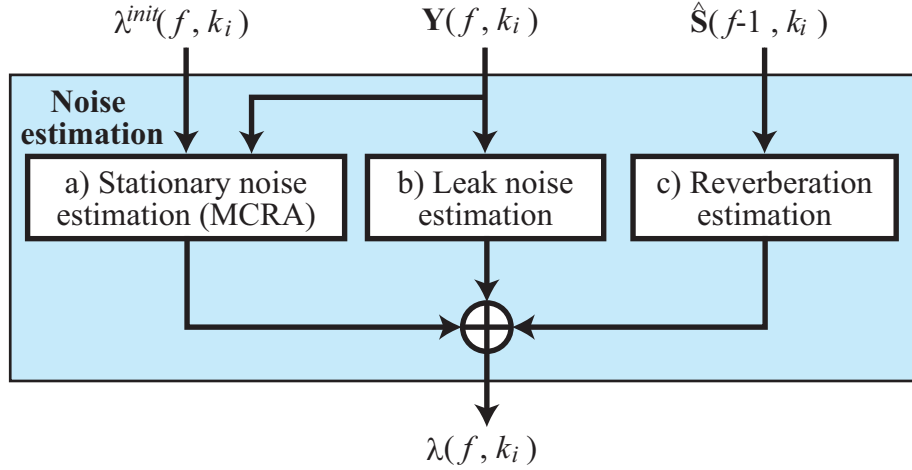 λ^init(f, k_i)
Y(f, k_i)
Ŝ(f-1, k_i)
Noise
estimation
a) Stationary noise
estimation (MCRA)
b) Leak noise
estimation
c) Reverberation
estimation
λ(f, k_i)